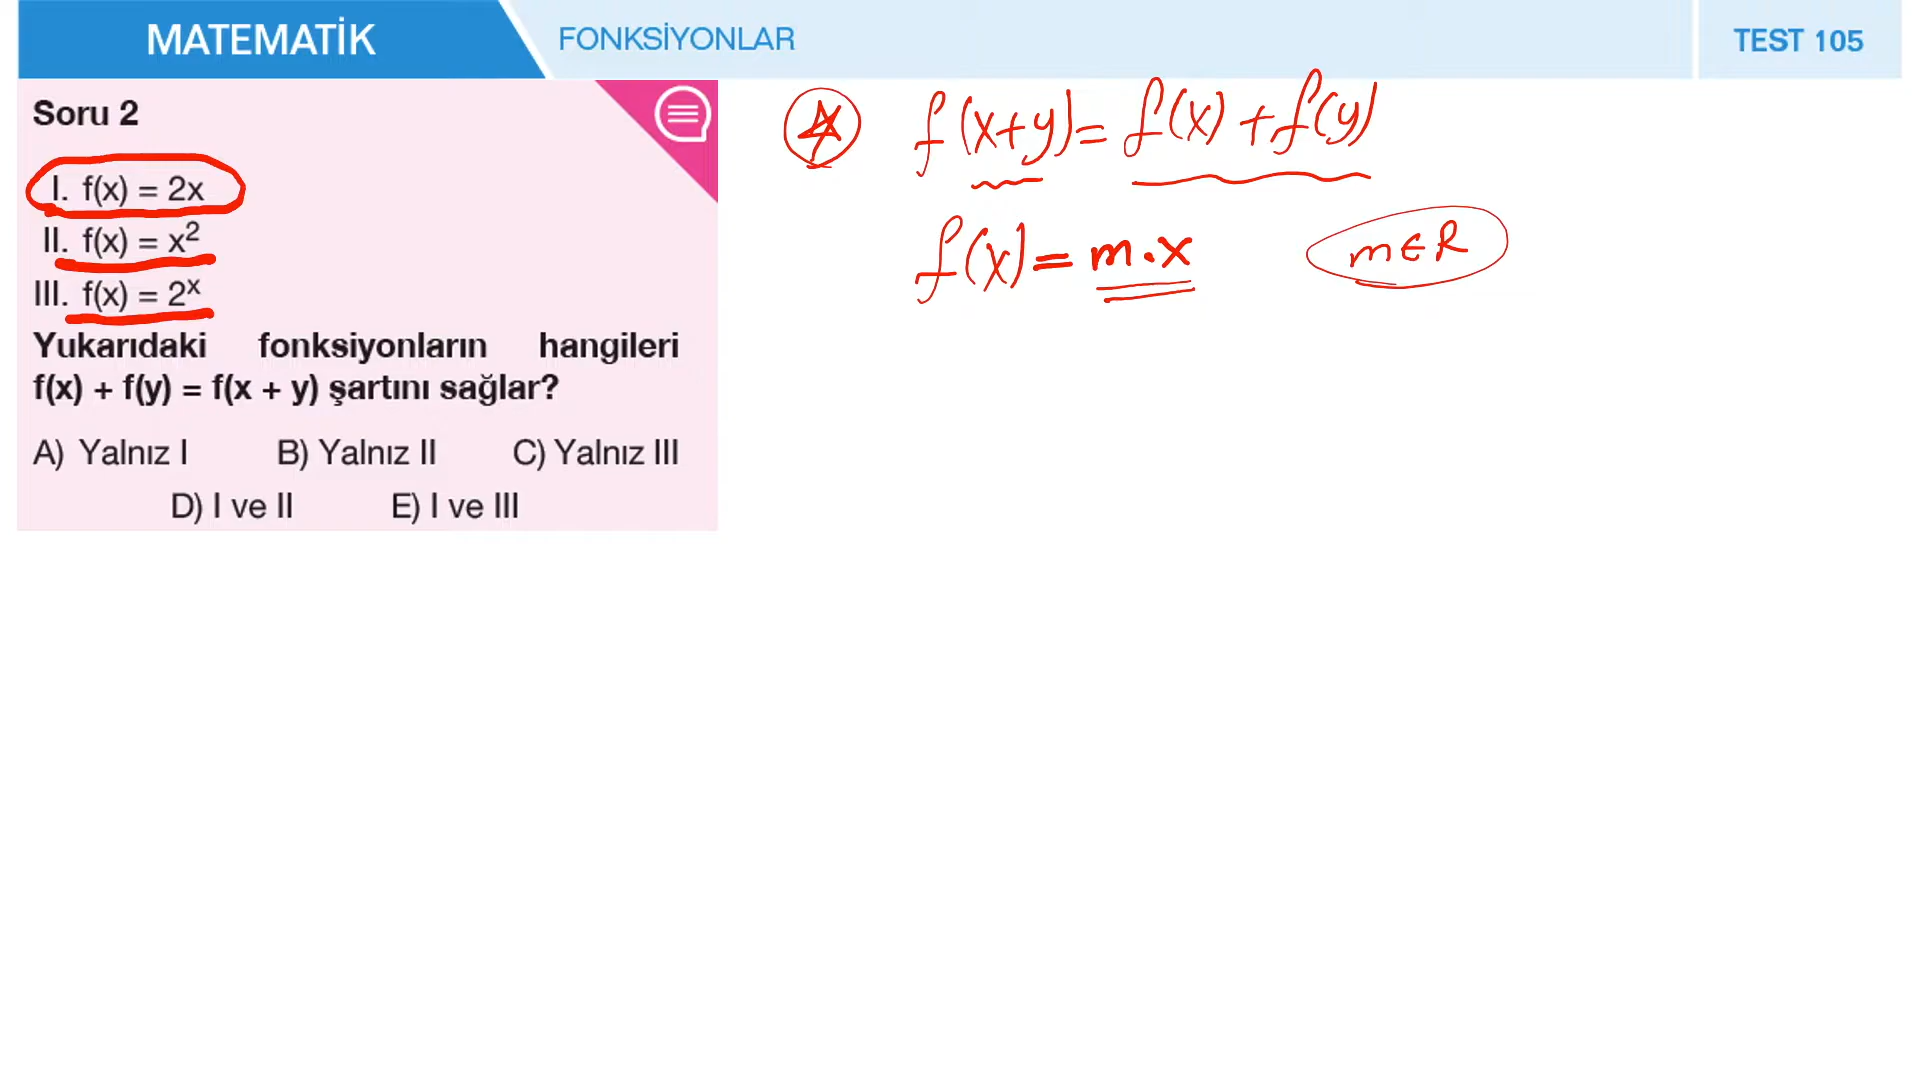 MATEMATİK
FONKSİYONLAR
TEST 105
Soru 2
I. f(x) = 2x
II. f(x) = x²
III. f(x) = 2ˣ
Yukarıdaki fonksiyonların hangileri
f(x) + f(y) = f(x + y) şartını sağlar?
A) Yalnız I B) Yalnız II C) Yalnız III
D) I ve II E) I ve III
f(x+y) = f(x) + f(y)
f(x) = m.x m∈R